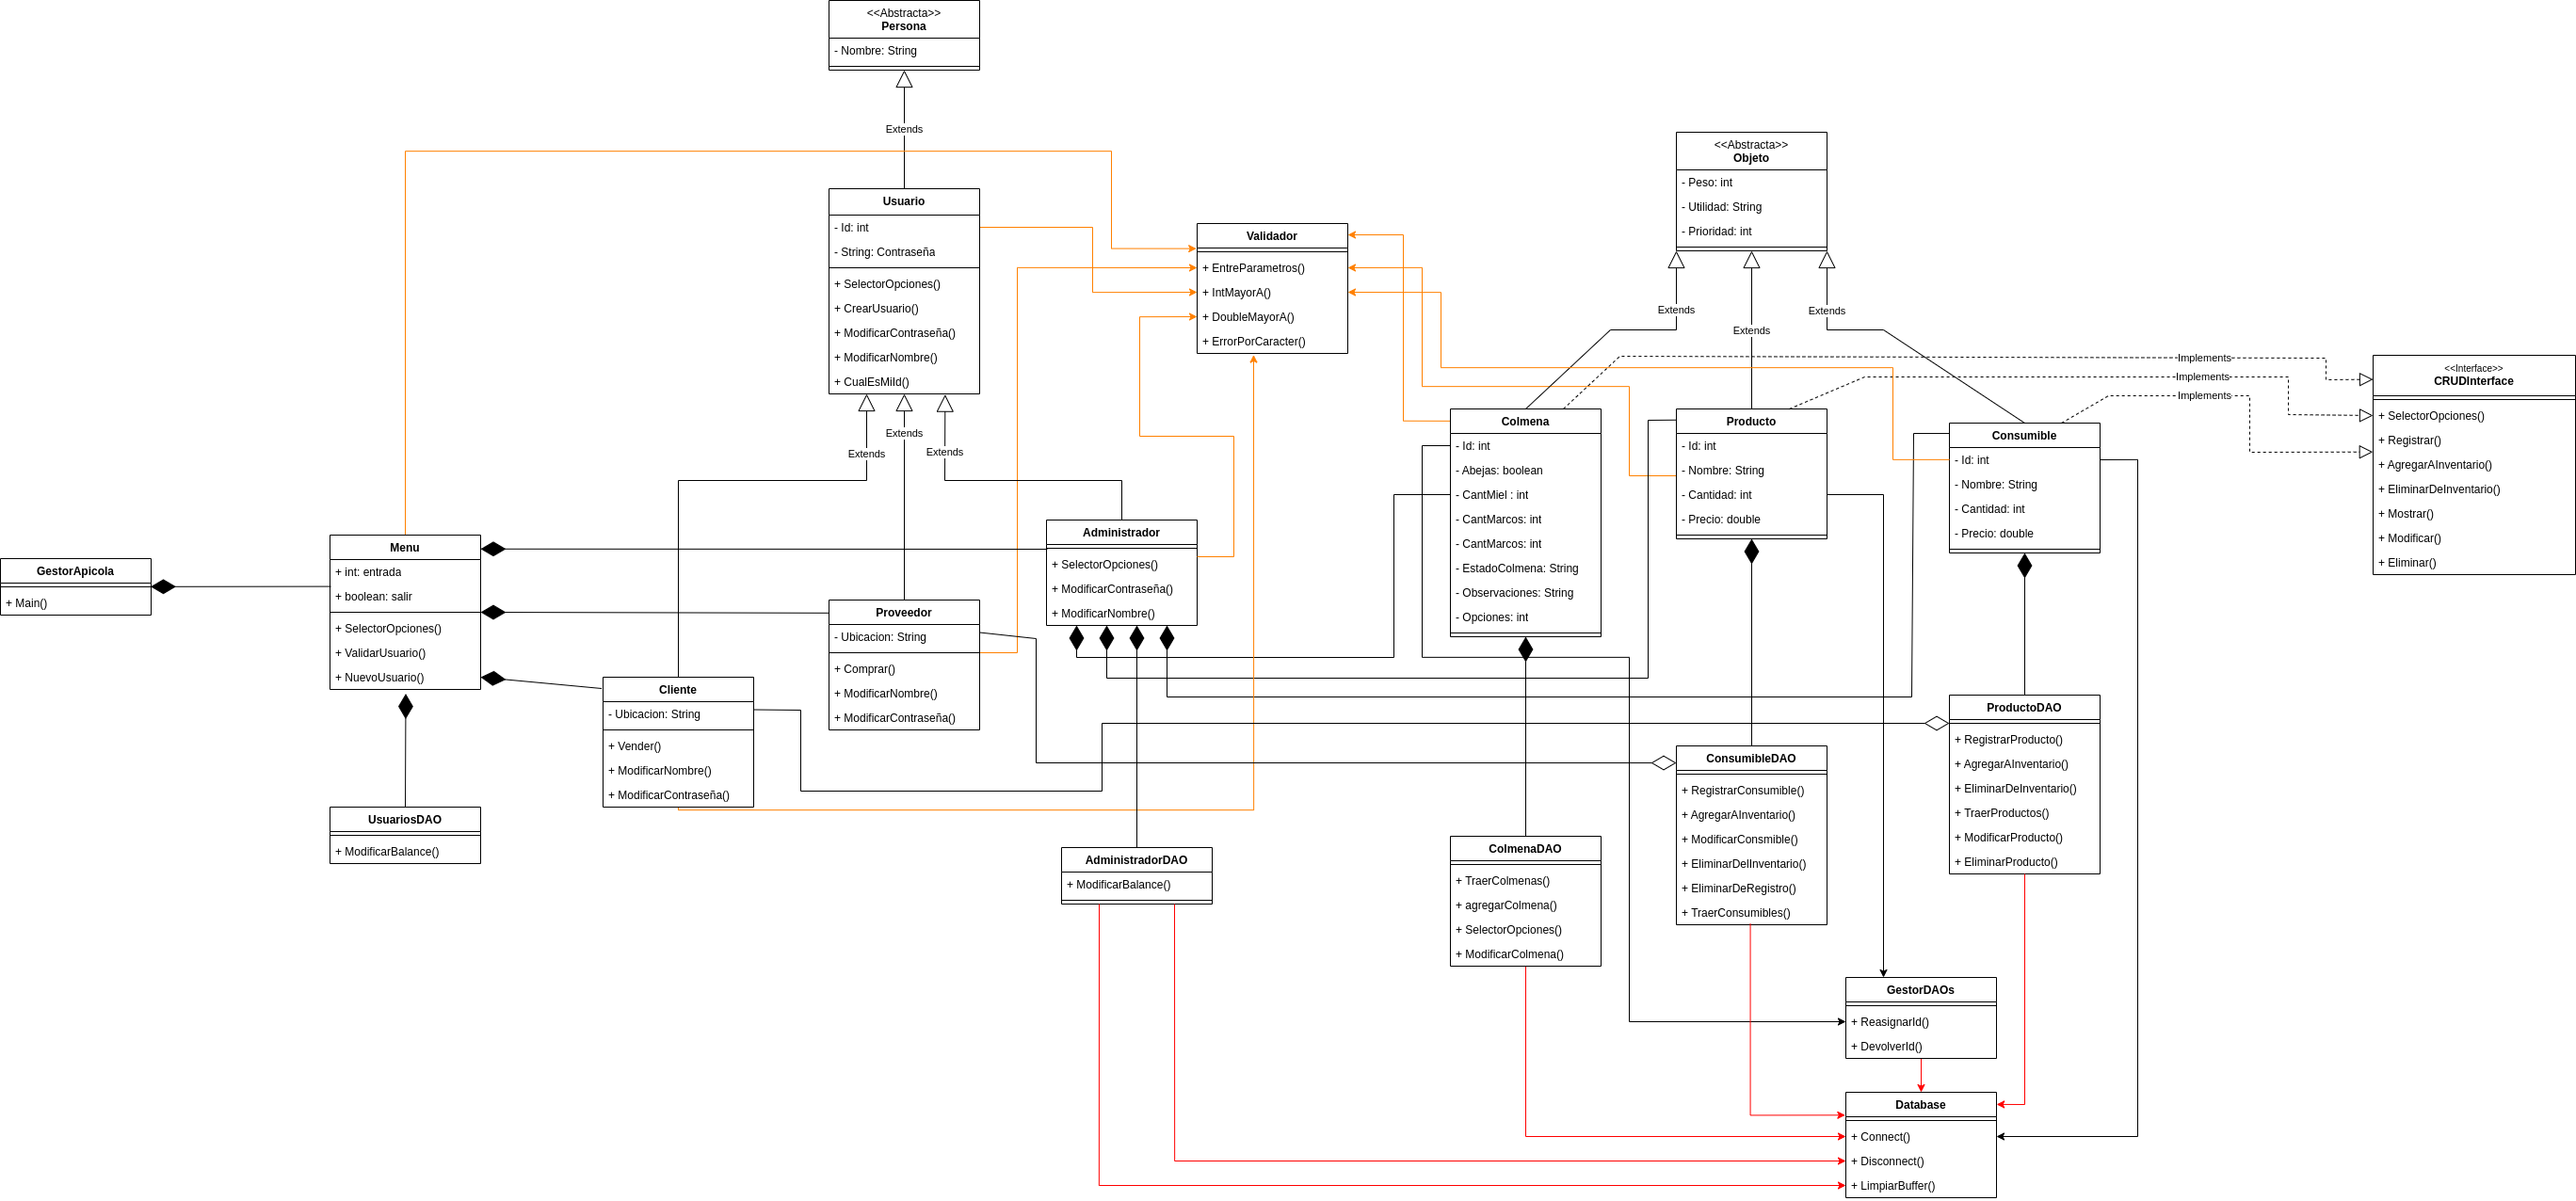 <<Abstracta>>
Persona
- Nombre: String
Extends
Usuario
- Id: int
- String: Contraseña
+ SelectorOpciones()
+ CrearUsuario()
+ ModificarContraseña()
+ ModificarNombre()
+ CualEsMiId()
Extends
Extends
Extends
Validador
+ EntreParametros()
+ IntMayorA()
+ DoubleMayorA()
+ ErrorPorCaracter()
<<Abstracta>>
Objeto
- Peso: int
- Utilidad: String
- Prioridad: int
Extends
Extends
Extends
Implements
Implements
Implements
<<Interface>>
CRUDInterface
+ SelectorOpciones()
+ Registrar()
+ AgregarAInventario()
+ EliminarDeInventario()
+ Mostrar()
+ Modificar()
+ Eliminar()
GestorApicola
+ Main()
Menu
+ int: entrada
+ boolean: salir
+ SelectorOpciones()
+ ValidarUsuario()
+ NuevoUsuario()
UsuariosDAO
+ ModificarBalance()
Cliente
- Ubicacion: String
+ Vender()
+ ModificarNombre()
+ ModificarContraseña()
Proveedor
- Ubicacion: String
+ Comprar()
+ ModificarNombre()
+ ModificarContraseña()
Administrador
+ SelectorOpciones()
+ ModificarContraseña()
+ ModificarNombre()
AdministradorDAO
+ ModificarBalance()
Colmena
- Id: int
- Abejas: boolean
- CantMiel : int
- CantMarcos: int
- CantMarcos: int
- EstadoColmena: String
- Observaciones: String
- Opciones: int
Producto
- Id: int
- Nombre: String
- Cantidad: int
- Precio: double
Consumible
- Id: int
- Nombre: String
- Cantidad: int
- Precio: double
ColmenaDAO
+ TraerColmenas()
+ agregarColmena()
+ SelectorOpciones()
+ ModificarColmena()
ConsumibleDAO
+ RegistrarConsumible()
+ AgregarAInventario()
+ ModificarConsmible()
+ EliminarDelInventario()
+ EliminarDeRegistro()
+ TraerConsumibles()
ProductoDAO
+ RegistrarProducto()
+ AgregarAInventario()
+ EliminarDeInventario()
+ TraerProductos()
+ ModificarProducto()
+ EliminarProducto()
GestorDAOs
+ ReasignarId()
+ DevolverId()
Database
+ Connect()
+ Disconnect()
+ LimpiarBuffer()